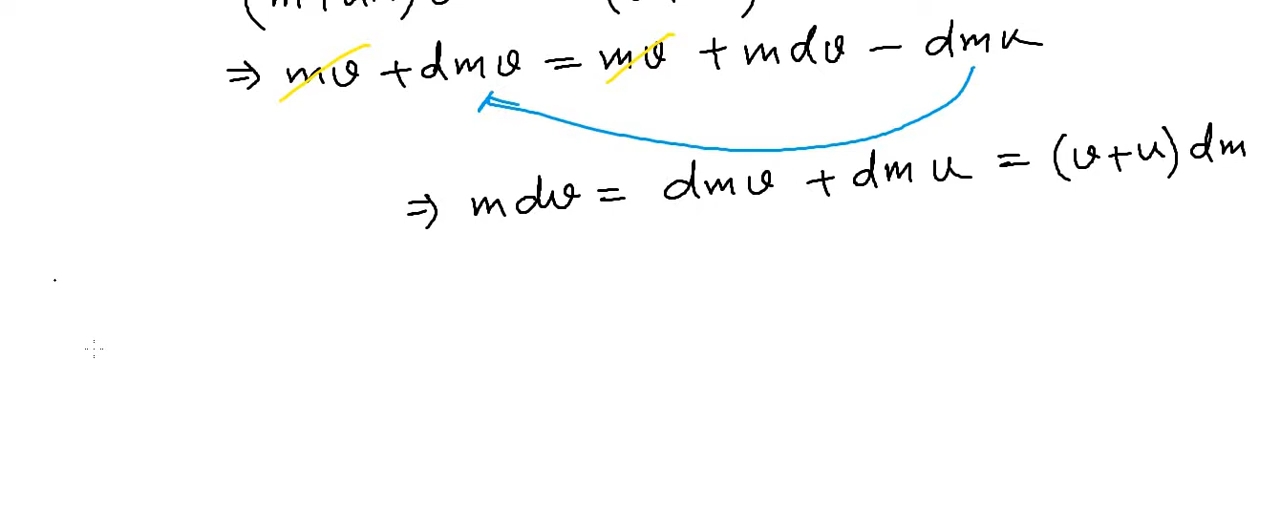 ⇒ mv + dmv = mv + mdv − dmu
⇒ mdv = dmv + dmu = (v+u)dm